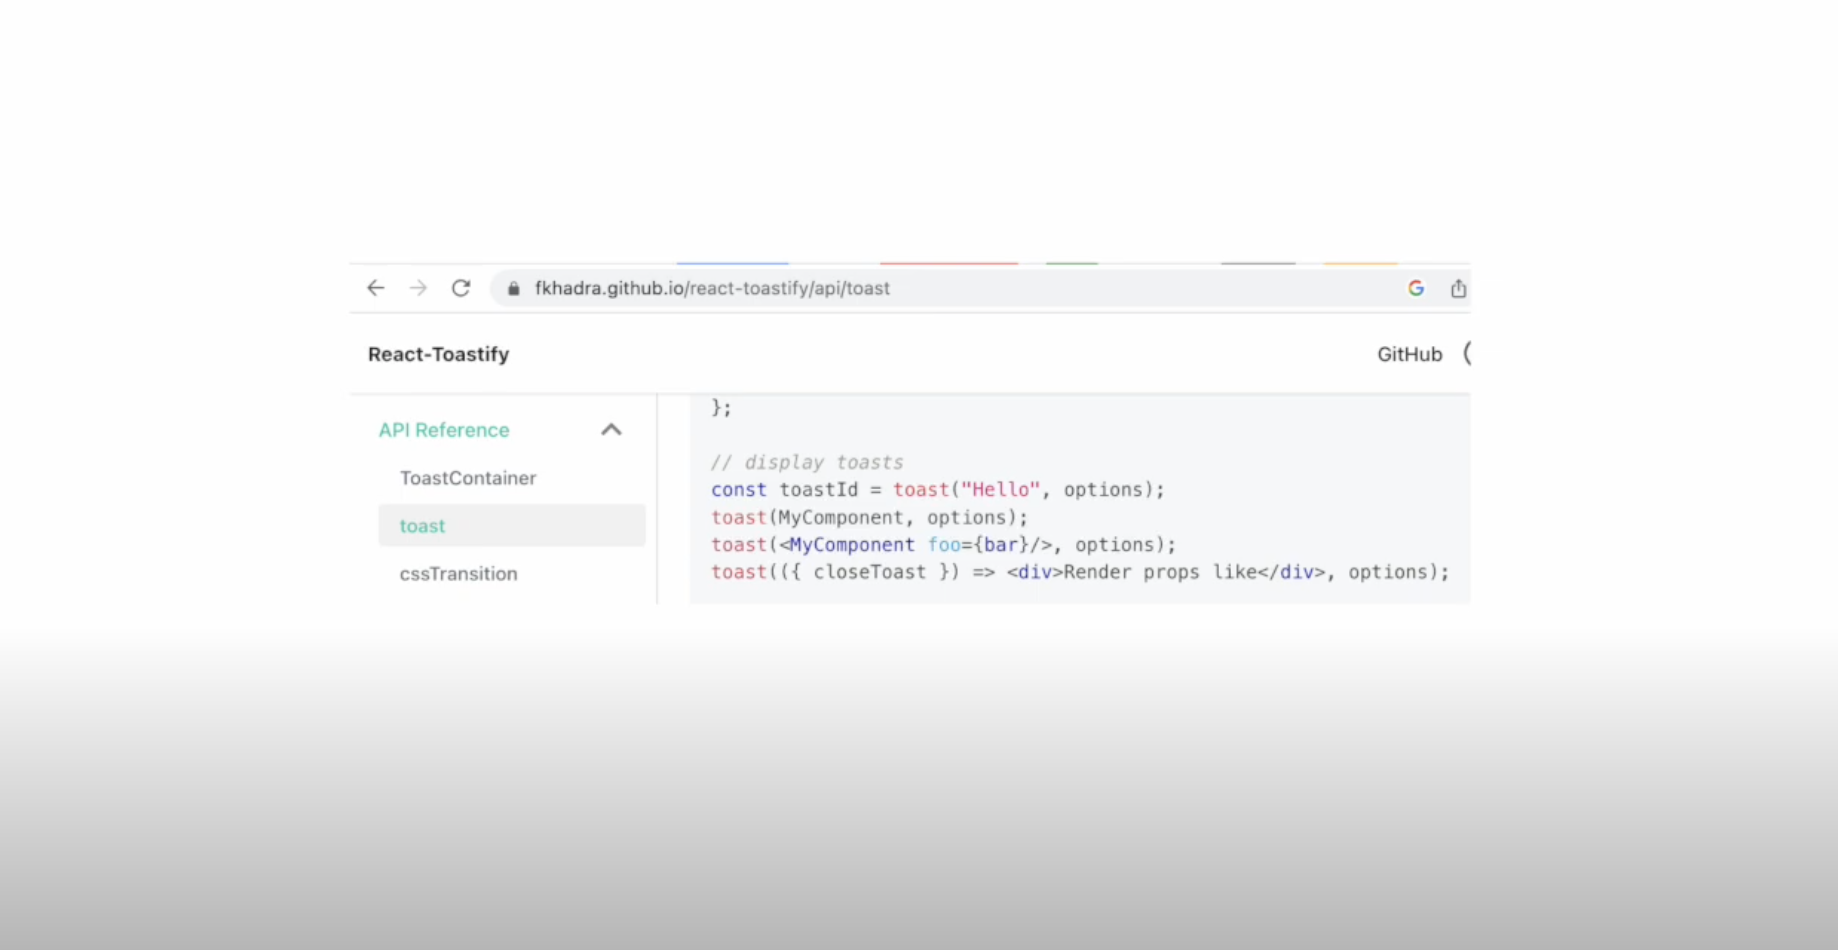 fkhadra.github.io/react-toastify/api/toast
React-Toastify
GitHub
API Reference
ToastContainer
toast
cssTransition
};
// display toasts
const toastId = toast("Hello", options);
toast(MyComponent, options);
toast(<MyComponent foo={bar}/>, options);
toast(({ closeToast }) => <div>Render props like</div>, options);